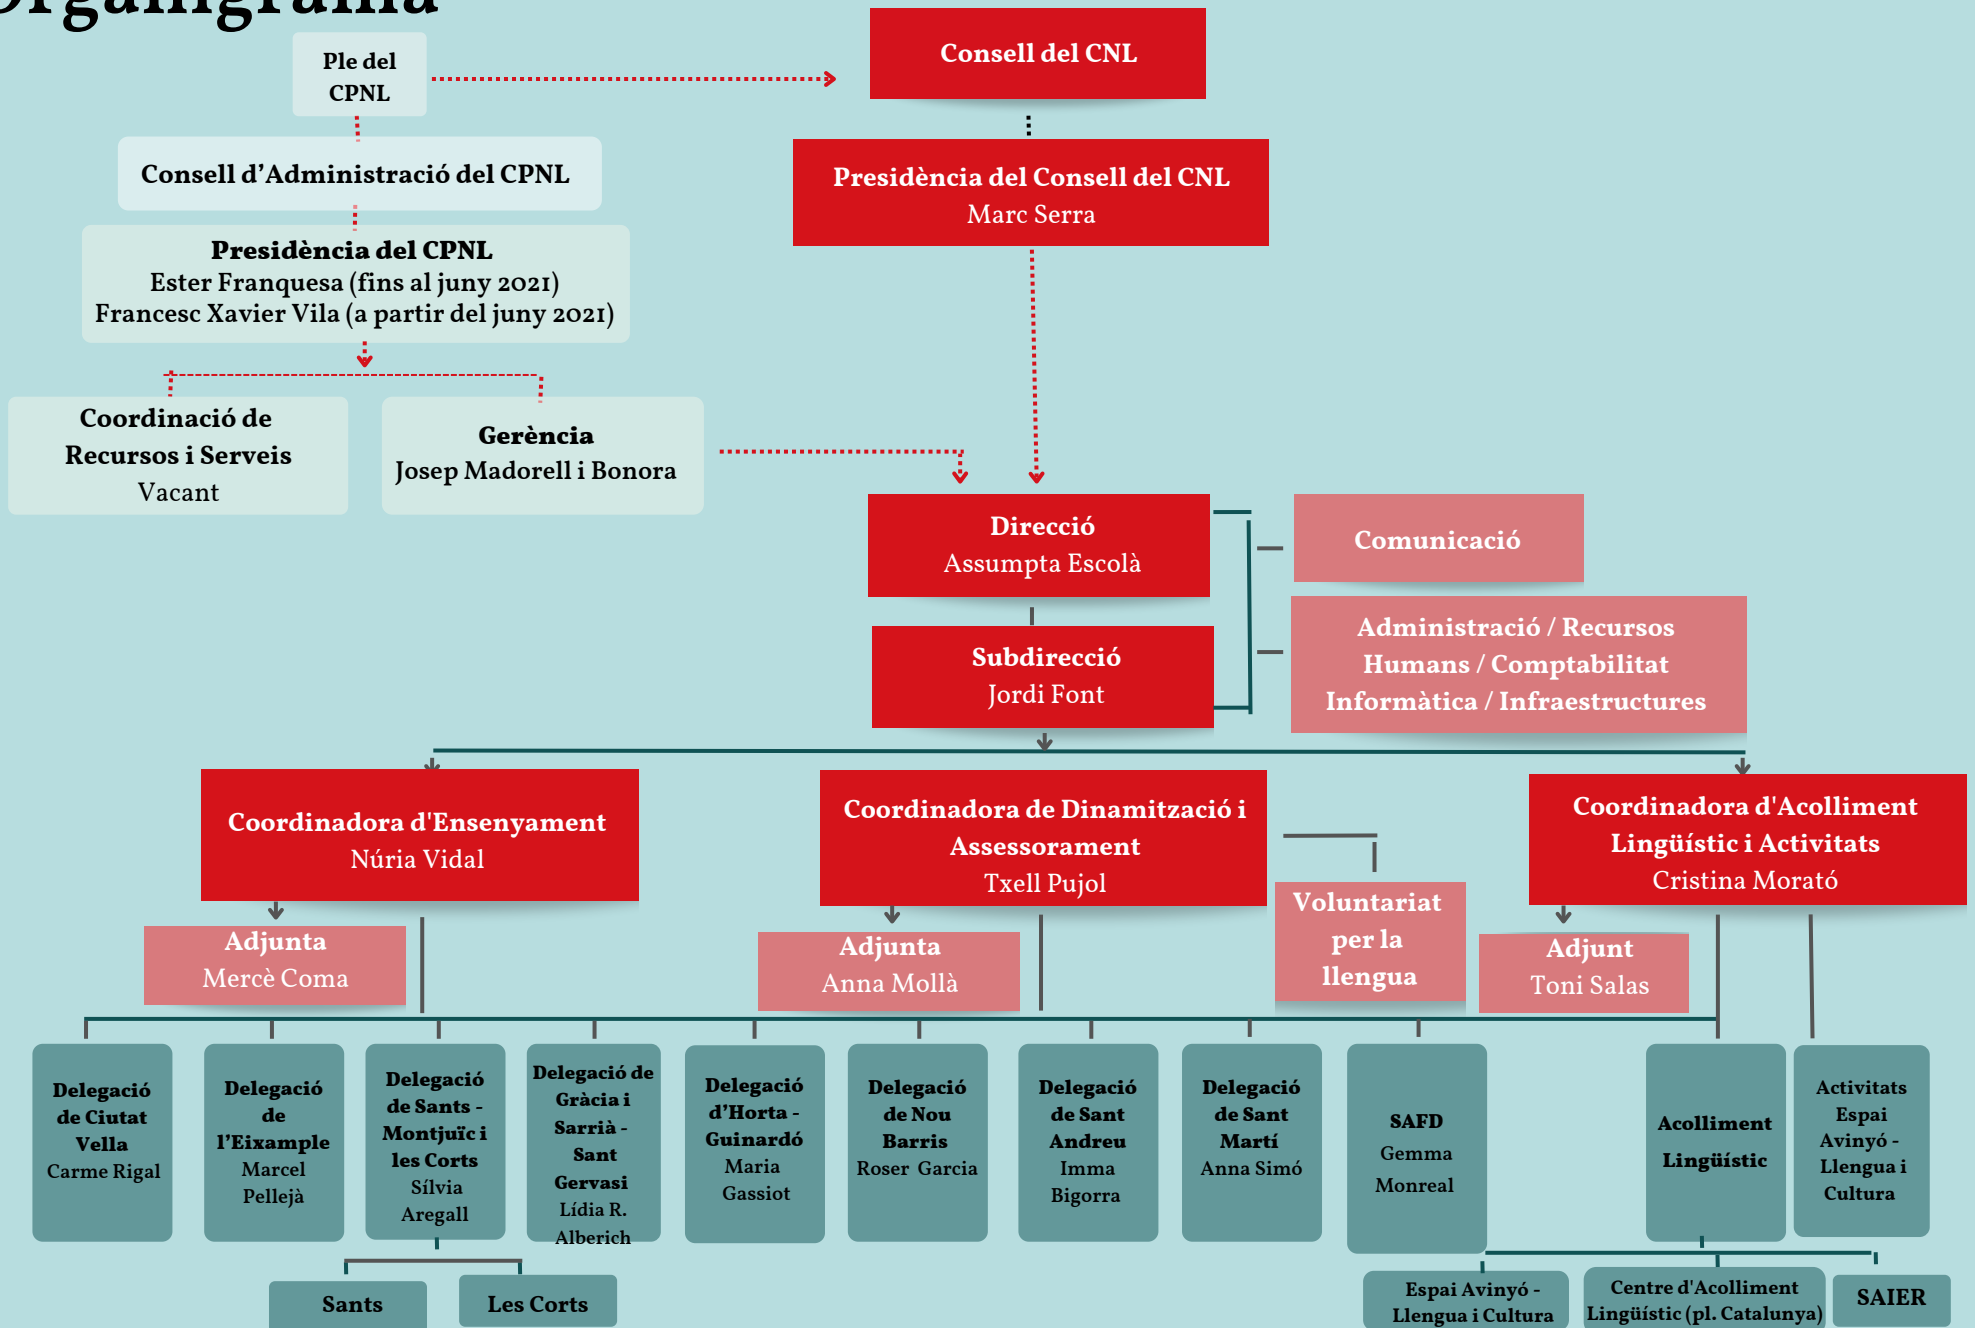 Organigrama
Ple del
CPNL
Consell del CNL
Consell d’Administració del CPNL
Presidència del Consell del CNL
Marc Serra
Presidència del CPNL
Ester Franquesa (fins al juny 2021)
Francesc Xavier Vila (a partir del juny 2021)
Coordinació de
Recursos i Serveis
Vacant
Gerència
Josep Madorell i Bonora
Direcció
Assumpta Escolà
Comunicació
Subdirecció
Jordi Font
Administració / Recursos
Humans / Comptabilitat
Informàtica / Infraestructures
Coordinadora d'Ensenyament
Núria Vidal
Coordinadora de Dinamització i
Assessorament
Txell Pujol
Coordinadora d'Acolliment
Lingüístic i Activitats
Cristina Morató
Adjunta
Mercè Coma
Adjunta
Anna Mollà
Voluntariat
per la
llengua
Adjunt
Toni Salas
Delegació
de Ciutat
Vella
Carme Rigal
Delegació
de
l’Eixample
Marcel
Pellejà
Delegació
de Sants -
Montjuïc i
les Corts
Sílvia
Aregall
Delegació de
Gràcia i
Sarrià -
Sant
Gervasi
Lídia R.
Alberich
Delegació
d’Horta -
Guinardó
Maria
Gassiot
Delegació
de Nou
Barris
Roser Garcia
Delegació
de Sant
Andreu
Imma
Bigorra
Delegació
de Sant
Martí
Anna Simó
SAFD
Gemma
Monreal
Acolliment
Lingüístic
Activitats
Espai
Avinyó -
Llengua i
Cultura
Sants
Les Corts
Espai Avinyó -
Llengua i Cultura
Centre d'Acolliment
Lingüístic (pl. Catalunya)
SAIER